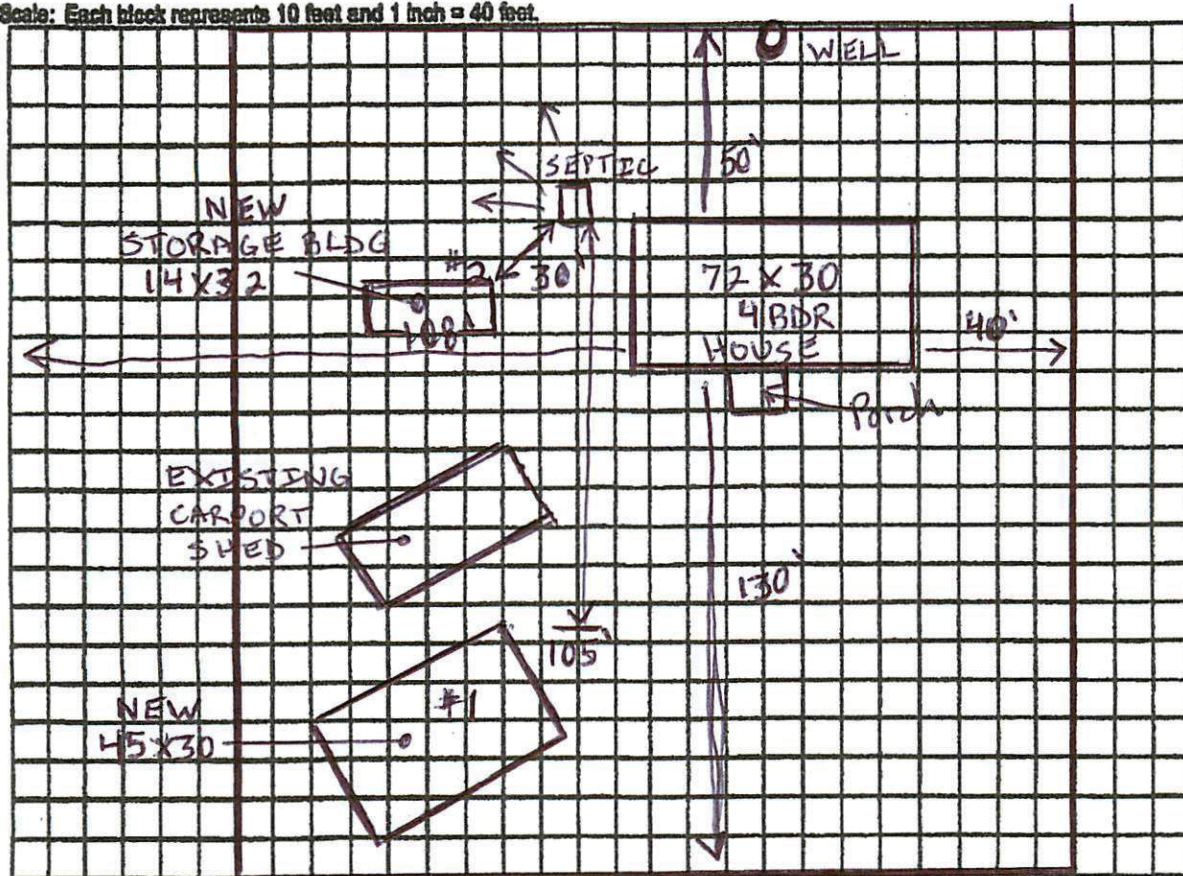 Scale: Each block represents 10 feet and 1 inch = 40 feet.
WELL
50'
SEPTIC
NEW
STORAGE BLDG
14X32
#2
30'
108'
72 X 30
4 BDR
HOUSE
40'
Porch
EXISTING
CARPORT
SHED
130'
105'
#1
NEW
45X30